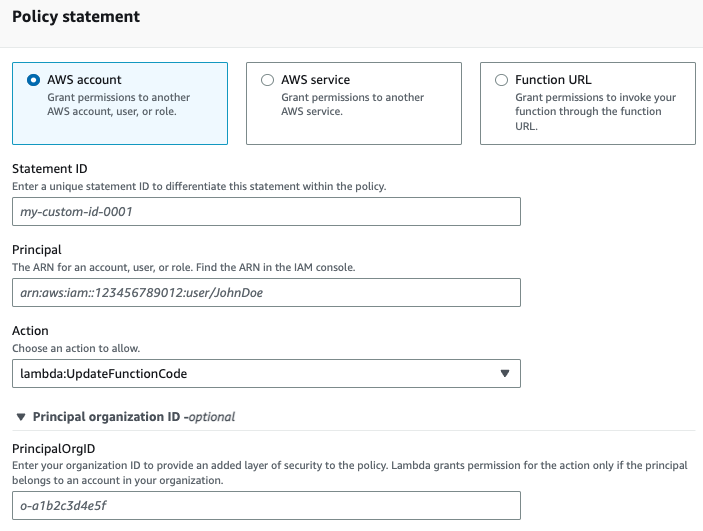 Policy statement
AWS account
Grant permissions to another
AWS account, user, or role.
AWS service
Grant permissions to another
AWS service.
Function URL
Grant permissions to invoke your
function through the function
URL.
Statement ID
Enter a unique statement ID to differentiate this statement within the policy.
my-custom-id-0001
Principal
The ARN for an account, user, or role. Find the ARN in the IAM console.
arn:aws:iam::123456789012:user/JohnDoe
Action
Choose an action to allow.
lambda:UpdateFunctionCode
Principal organization ID -optional
PrincipalOrgID
Enter your organization ID to provide an added layer of security to the policy. Lambda grants permission for the action only if the principal
belongs to an account in your organization.
o-a1b2c3d4e5f